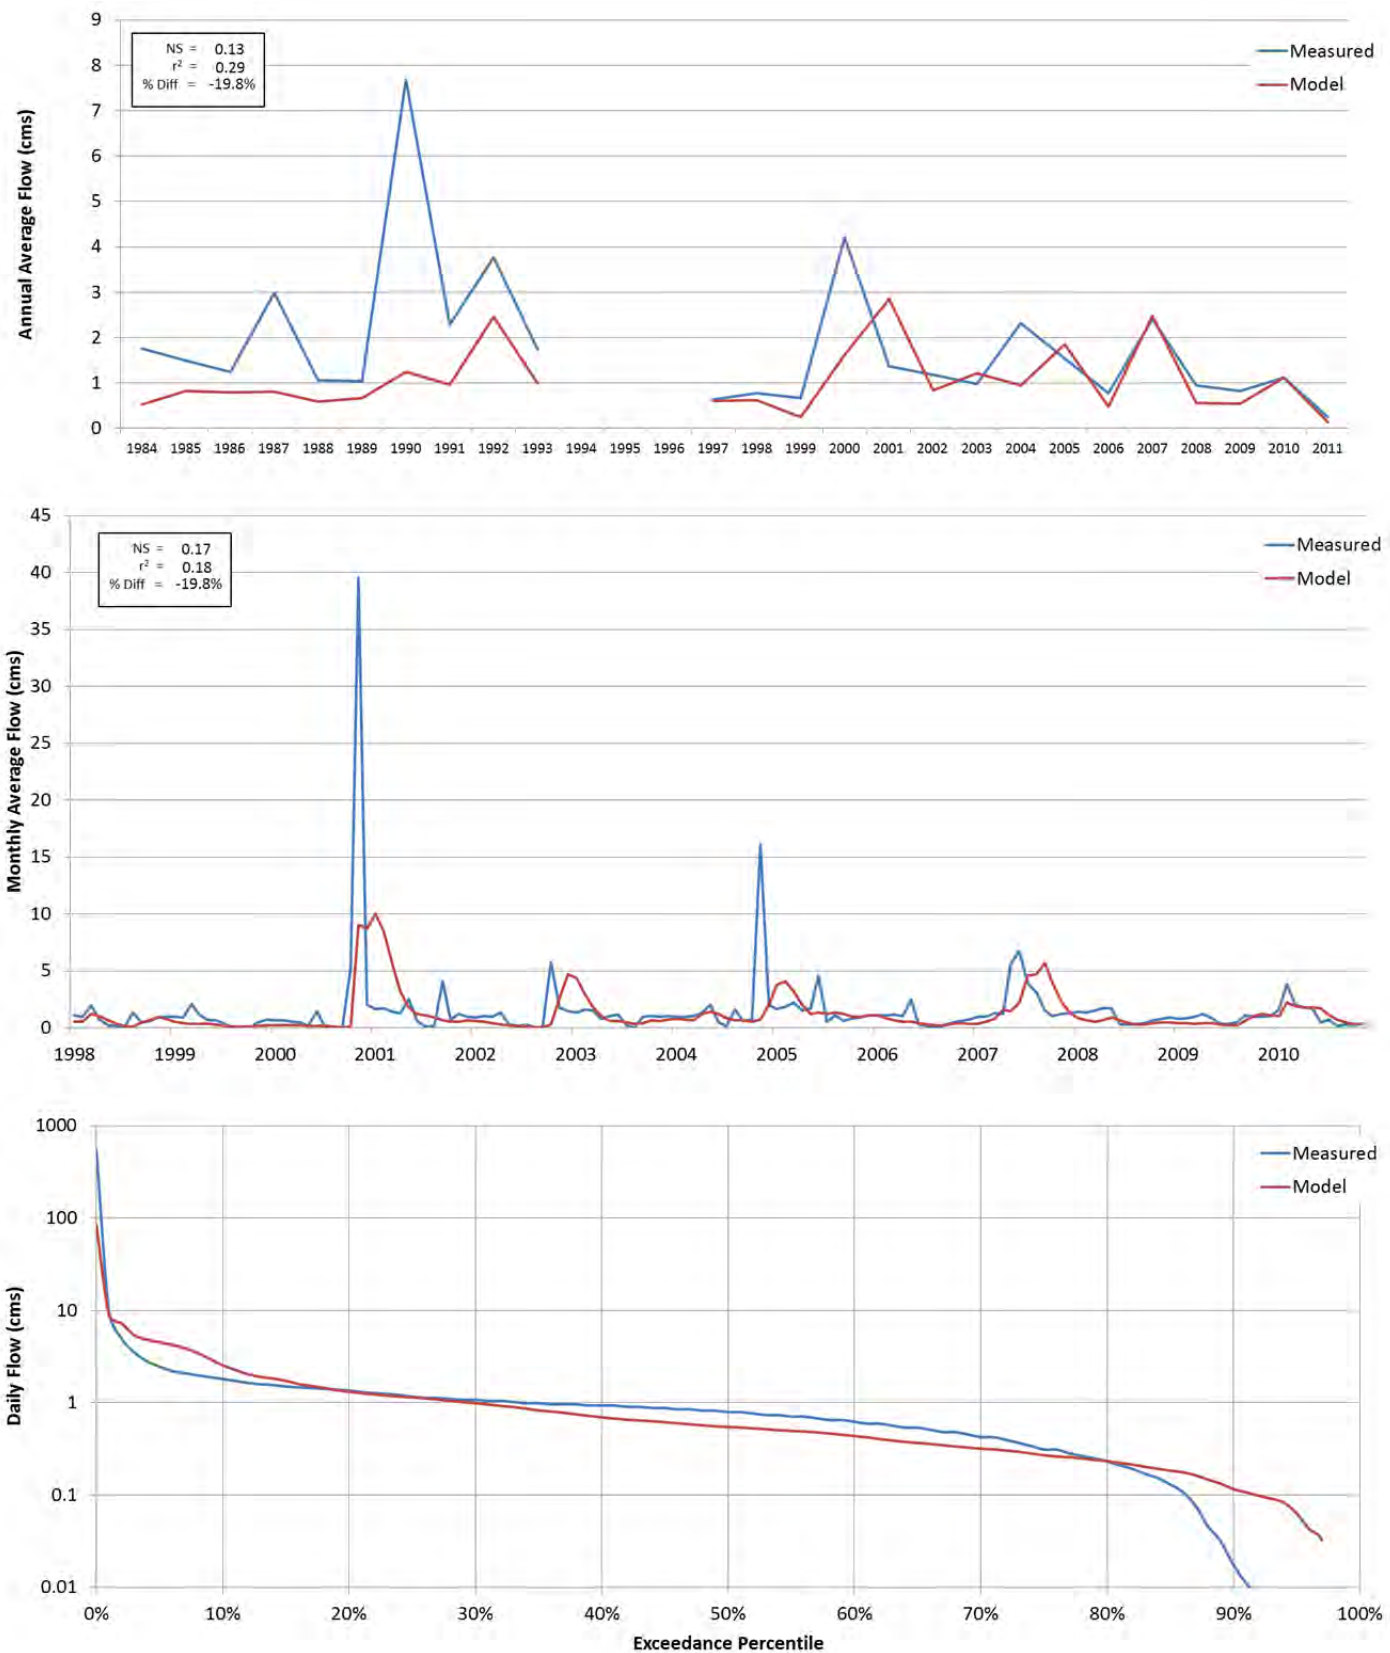 9
8
7
6
5
4
3
2
1
0
Annual Average Flow (cms)
NS = 0.13
r² = 0.29
% Diff = -19.8%
Measured
Model
1984 1985 1986 1987 1988 1989 1990 1991 1992 1993 1994 1995 1996 1997 1998 1999 2000 2001 2002 2003 2004 2005 2006 2007 2008 2009 2010 2011
45
40
35
30
25
20
15
10
5
0
Monthly Average Flow (cms)
NS = 0.17
r² = 0.18
% Diff = -19.8%
Measured
Model
1998 1999 2000 2001 2002 2003 2004 2005 2006 2007 2008 2009 2010
1000
100
10
1
0.1
0.01
Daily Flow (cms)
Measured
Model
0% 10% 20% 30% 40% 50% 60% 70% 80% 90% 100%
Exceedance Percentile